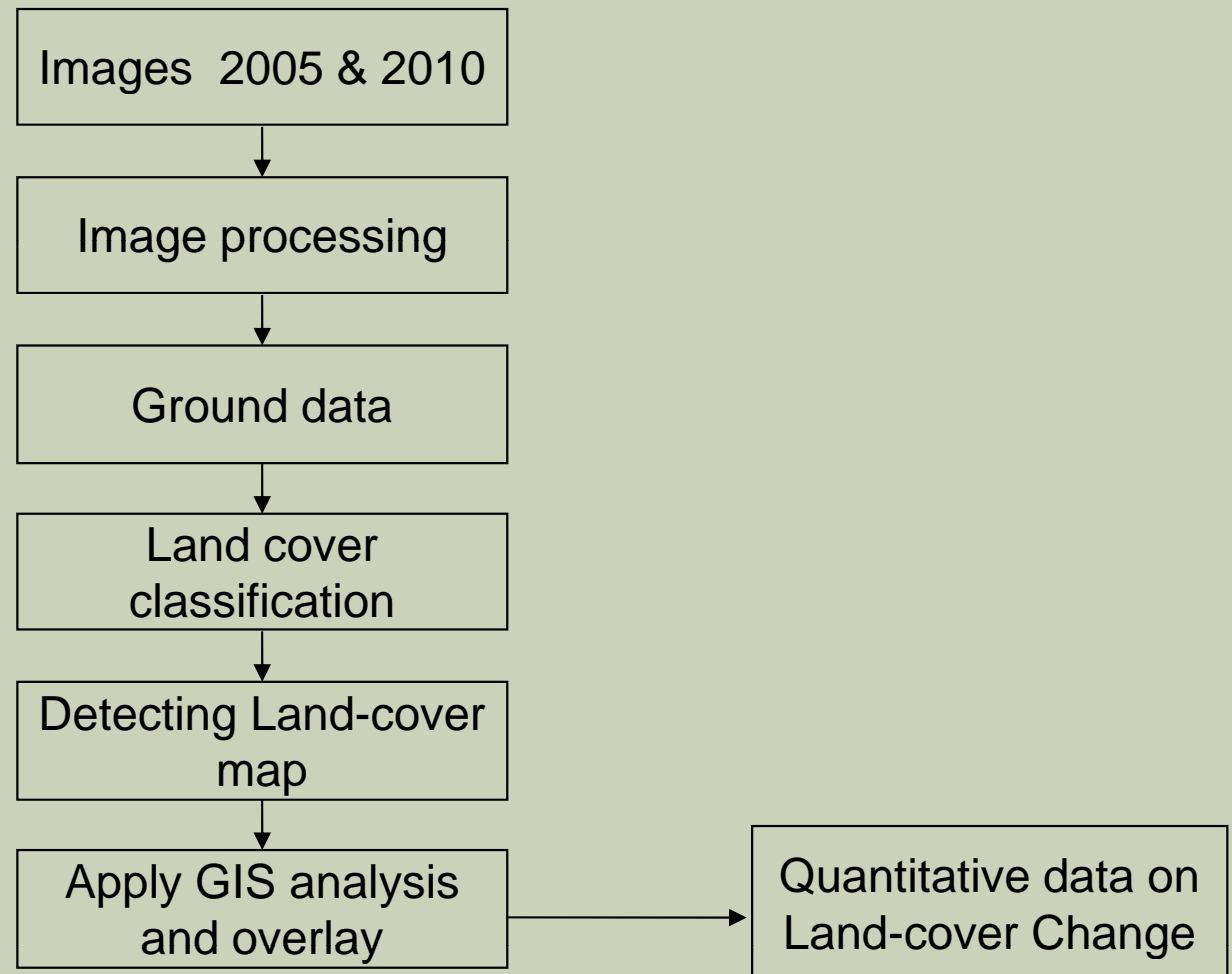 Images 2005 & 2010
Image processing
Ground data
Land cover
classification
Detecting Land-cover
map
Apply GIS analysis
and overlay
Quantitative data on
Land-cover Change